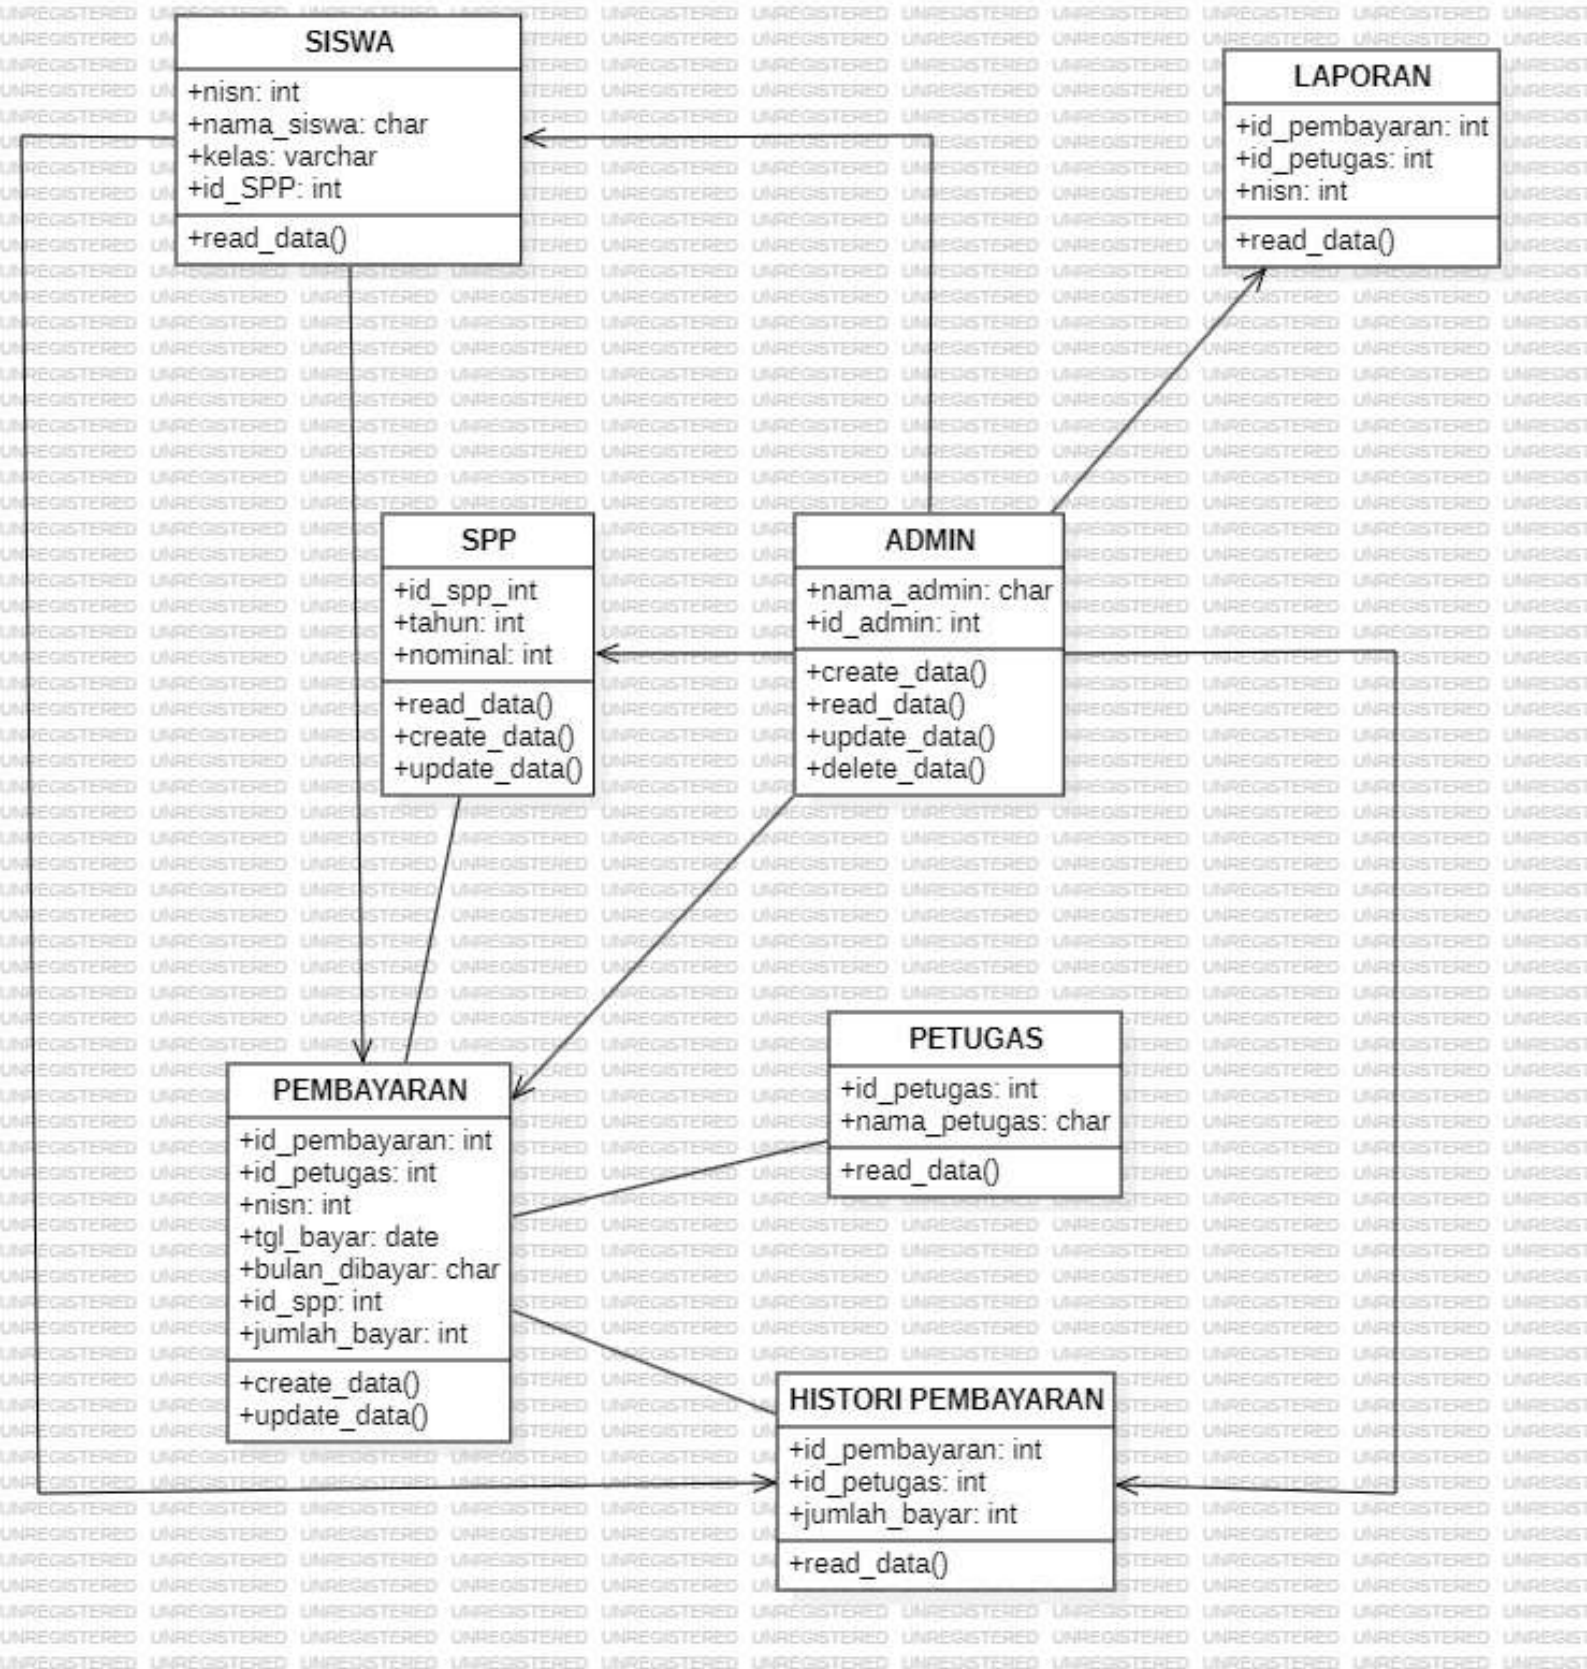 SISWA
+nisn: int
+nama_siswa: char
+kelas: varchar
+id_SPP: int
+read_data()
LAPORAN
+id_pembayaran: int
+id_petugas: int
+nisn: int
+read_data()
SPP
+id_spp_int
+tahun: int
+nominal: int
+read_data()
+create_data()
+update_data()
ADMIN
+nama_admin: char
+id_admin: int
+create_data()
+read_data()
+update_data()
+delete_data()
PEMBAYARAN
+id_pembayaran: int
+id_petugas: int
+nisn: int
+tgl_bayar: date
+bulan_dibayar: char
+id_spp: int
+jumlah_bayar: int
+create_data()
+update_data()
PETUGAS
+id_petugas: int
+nama_petugas: char
+read_data()
HISTORI PEMBAYARAN
+id_pembayaran: int
+id_petugas: int
+jumlah_bayar: int
+read_data()
UNREGISTERED